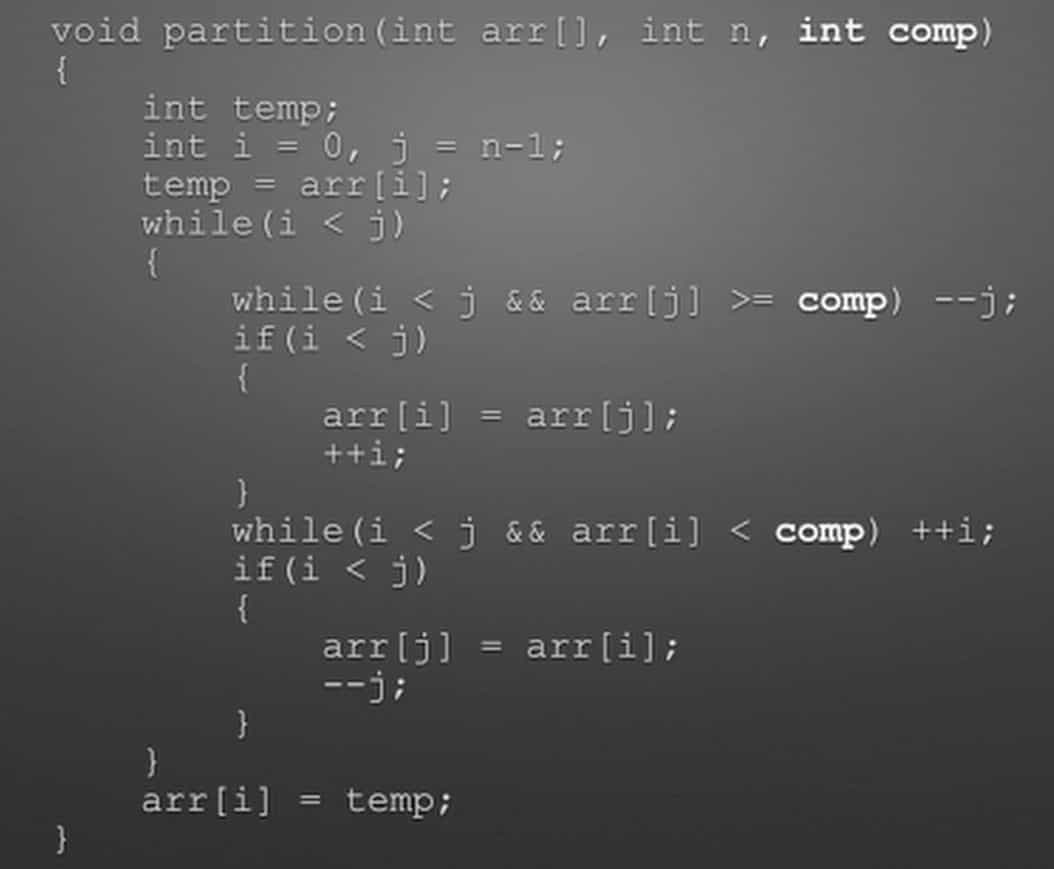 void partition(int arr[], int n, int comp)
{
    int temp;
    int i = 0, j = n-1;
    temp = arr[i];
    while(i < j)
    {
        while(i < j && arr[j] >= comp) --j;
        if(i < j)
        {
            arr[i] = arr[j];
            ++i;
        }
        while(i < j && arr[i] < comp) ++i;
        if(i < j)
        {
            arr[j] = arr[i];
            --j;
        }
    }
    arr[i] = temp;
}